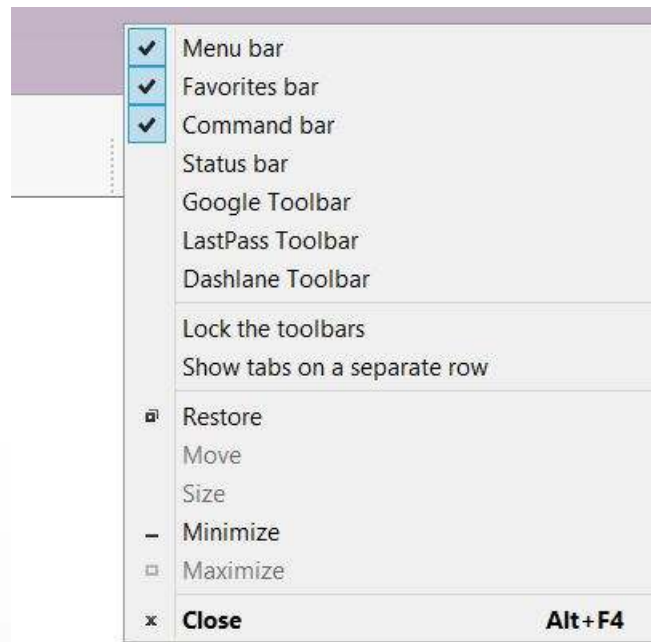 Menu bar
Favorites bar
Command bar
Status bar
Google Toolbar
LastPass Toolbar
Dashlane Toolbar
Lock the toolbars
Show tabs on a separate row
Restore
Move
Size
Minimize
Maximize
Close Alt+F4